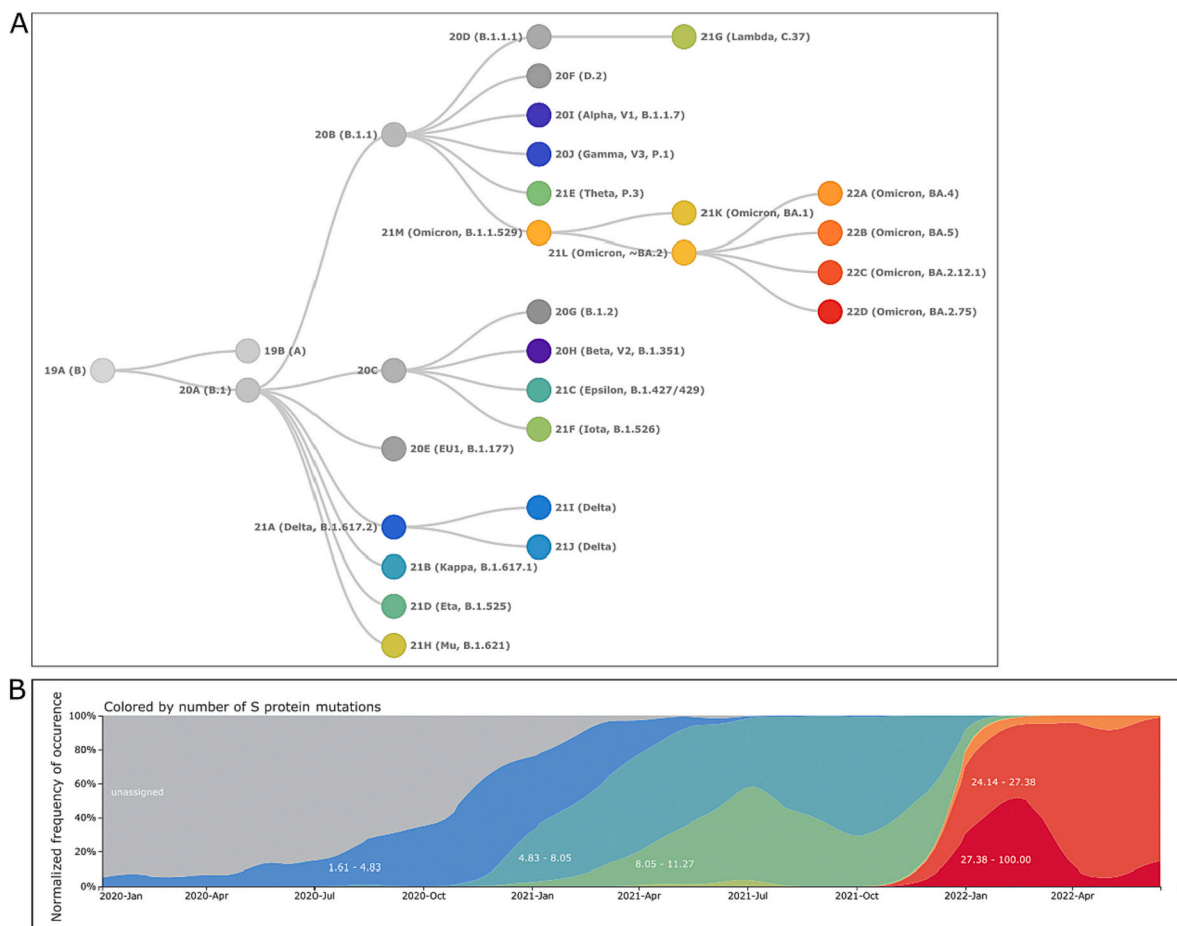 A
20D (B.1.1.1)
21G (Lambda, C.37)
20F (D.2)
20I (Alpha, V1, B.1.1.7)
20B (B.1.1)
20J (Gamma, V3, P.1)
21E (Theta, P.3)
22A (Omicron, BA.4)
21K (Omicron, BA.1)
21M (Omicron, B.1.1.529)
22B (Omicron, BA.5)
21L (Omicron, ~BA.2)
22C (Omicron, BA.2.12.1)
20G (B.1.2)
22D (Omicron, BA.2.75)
19B (A)
20H (Beta, V2, B.1.351)
19A (B)
20C
20A (B.1)
21C (Epsilon, B.1.427/429)
21F (Iota, B.1.526)
20E (EU1, B.1.177)
21I (Delta)
21A (Delta, B.1.617.2)
21J (Delta)
21B (Kappa, B.1.617.1)
21D (Eta, B.1.525)
21H (Mu, B.1.621)
B
Colored by number of S protein mutations
Normalized frequency of occurence
100%
80%
60%
40%
20%
0%
unassigned
1.61 - 4.83
4.83 - 8.05
8.05 - 11.27
24.14 - 27.38
27.38 - 100.00
2020-Jan
2020-Apr
2020-Jul
2020-Oct
2021-Jan
2021-Apr
2021-Jul
2021-Oct
2022-Jan
2022-Apr